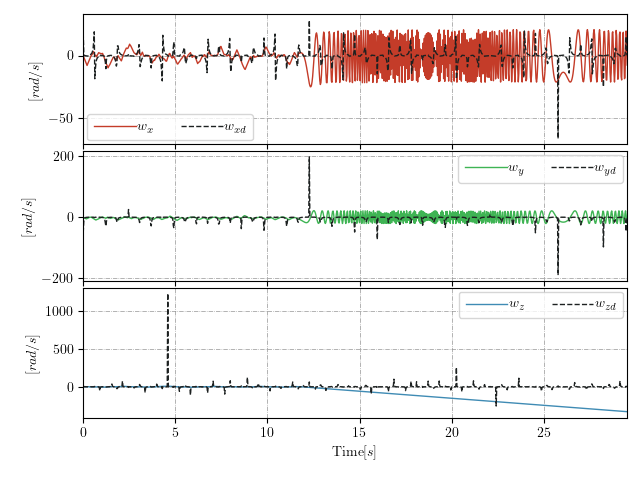 0
−50
[rad/s]
w_x w_xd
200
0
−200
[rad/s]
w_y w_yd
1000
500
0
[rad/s]
w_z w_zd
0 5 10 15 20 25
Time[s]